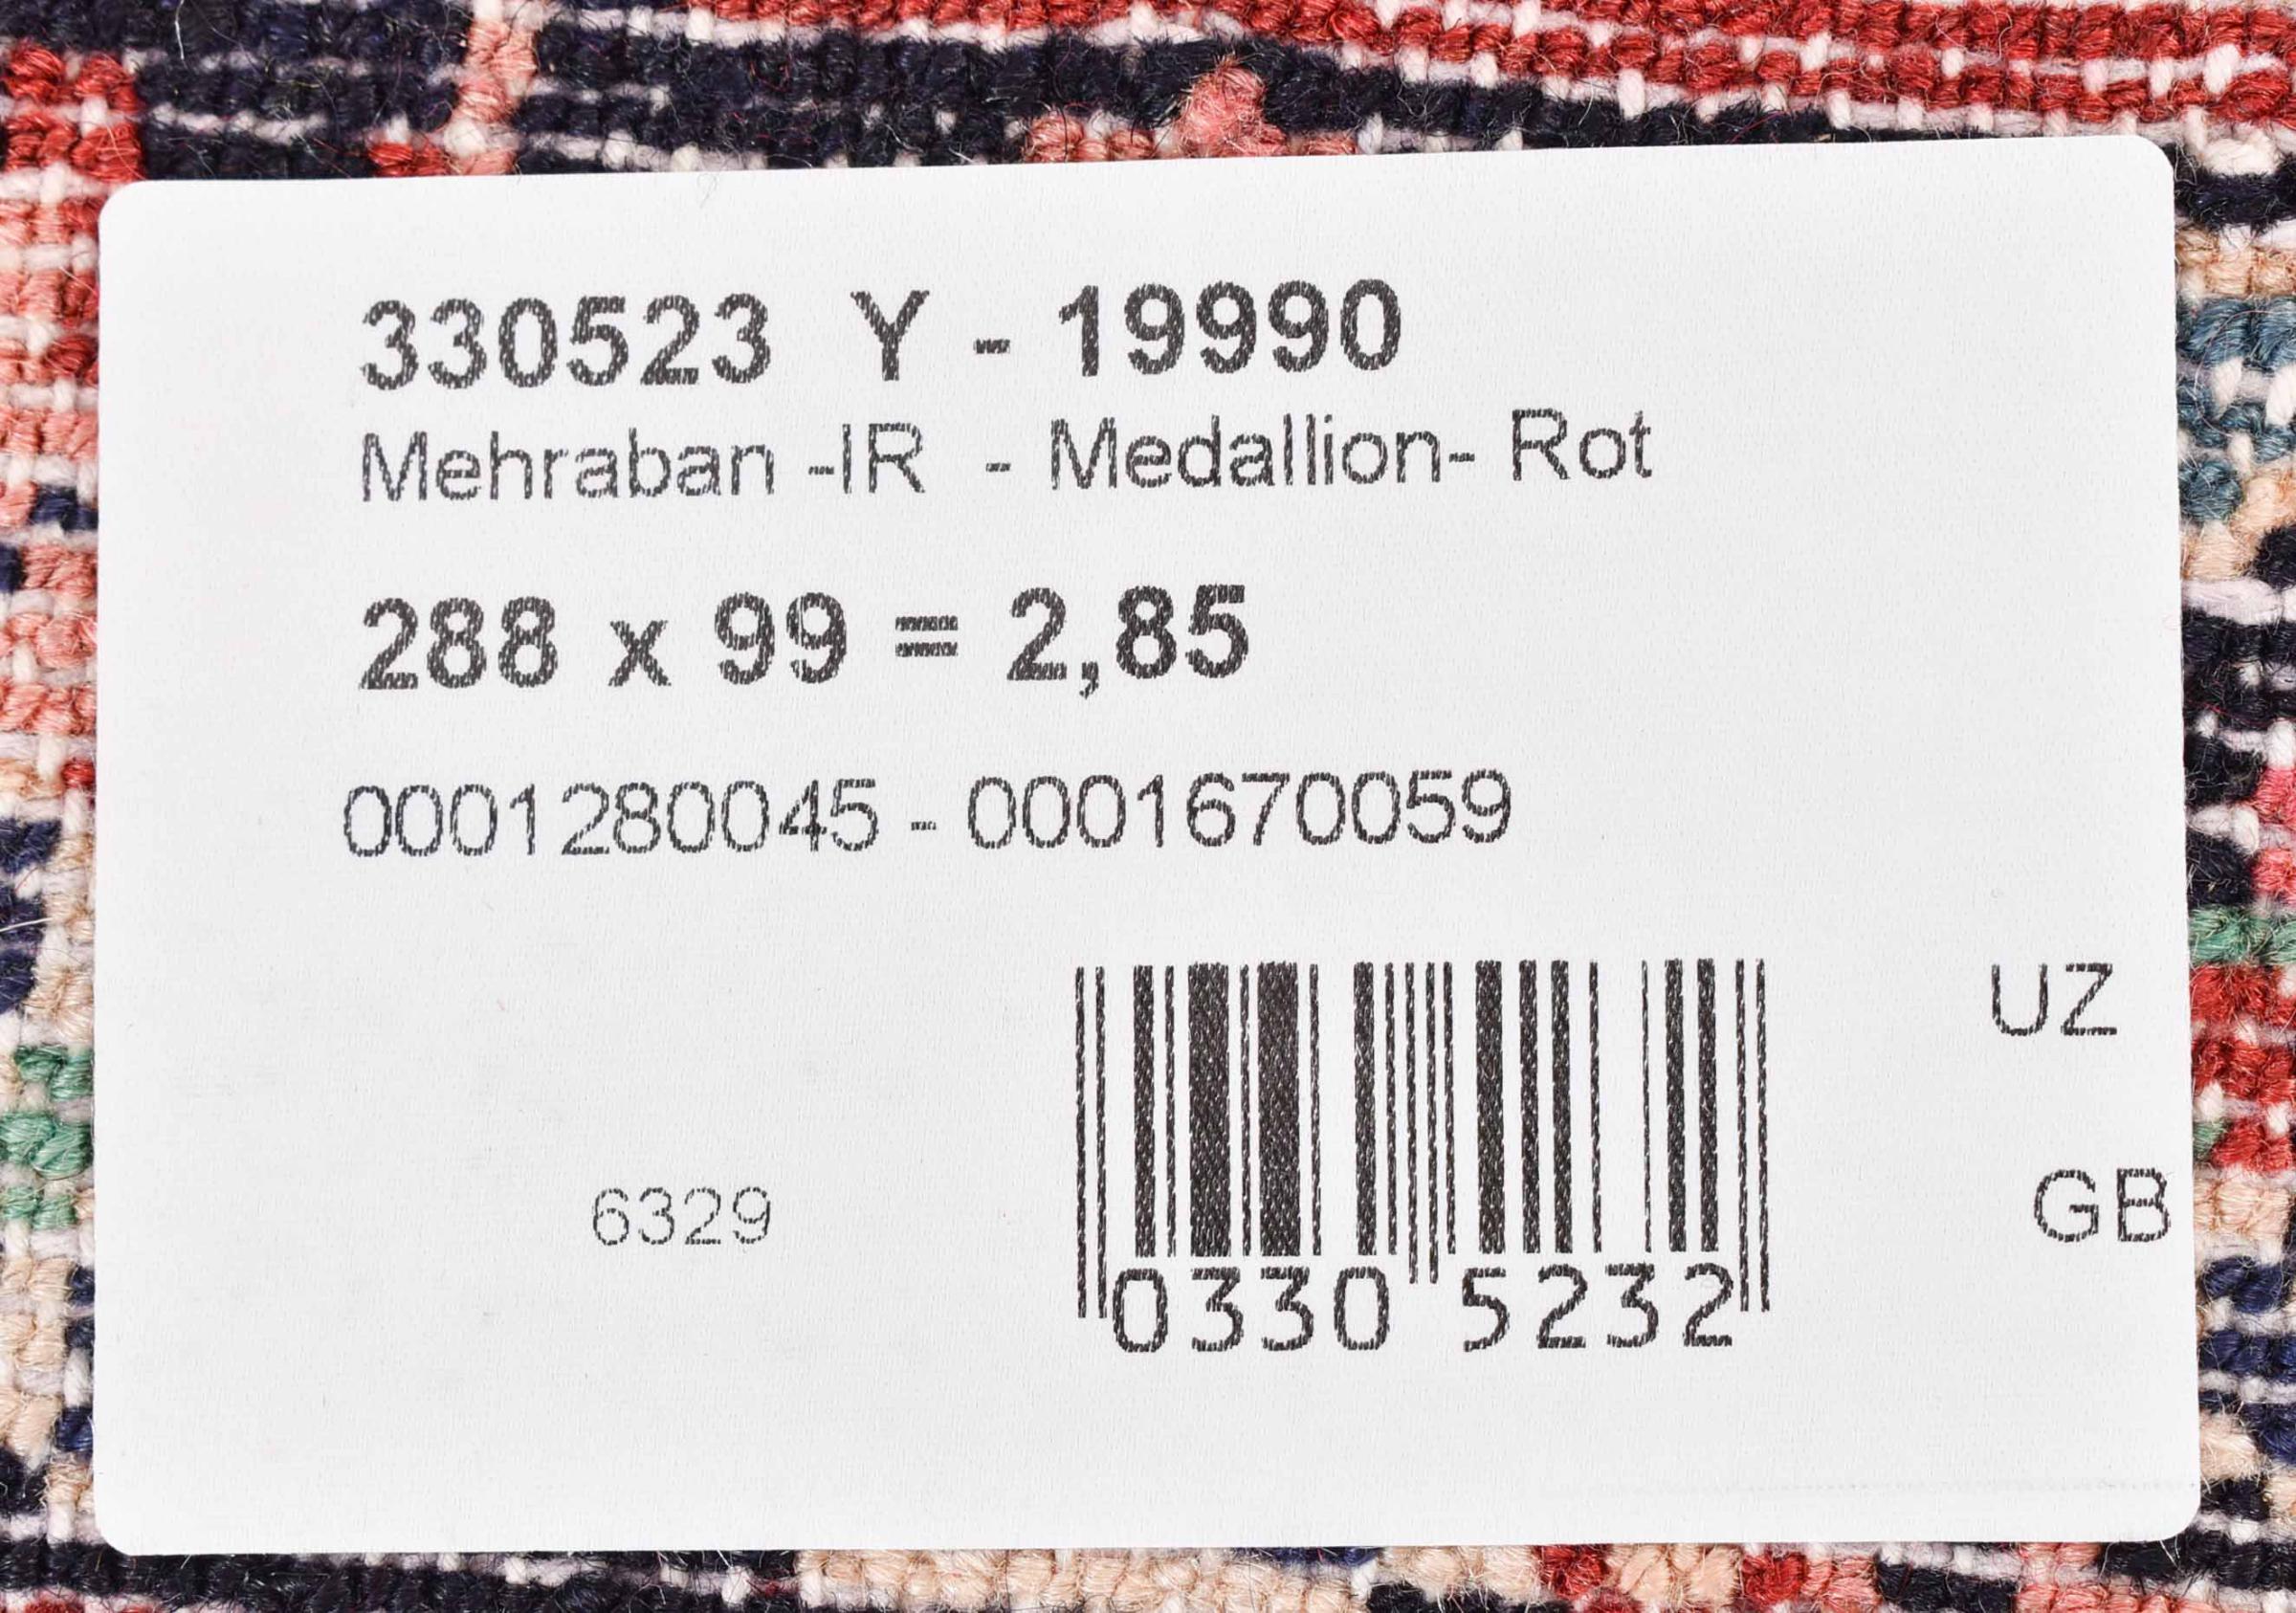 330523 Y - 19990
Mehraban -IR - Medallion- Rot
288 x 99 = 2,85
0001280045 - 0001670059
UZ
6329
GB
0330 5232